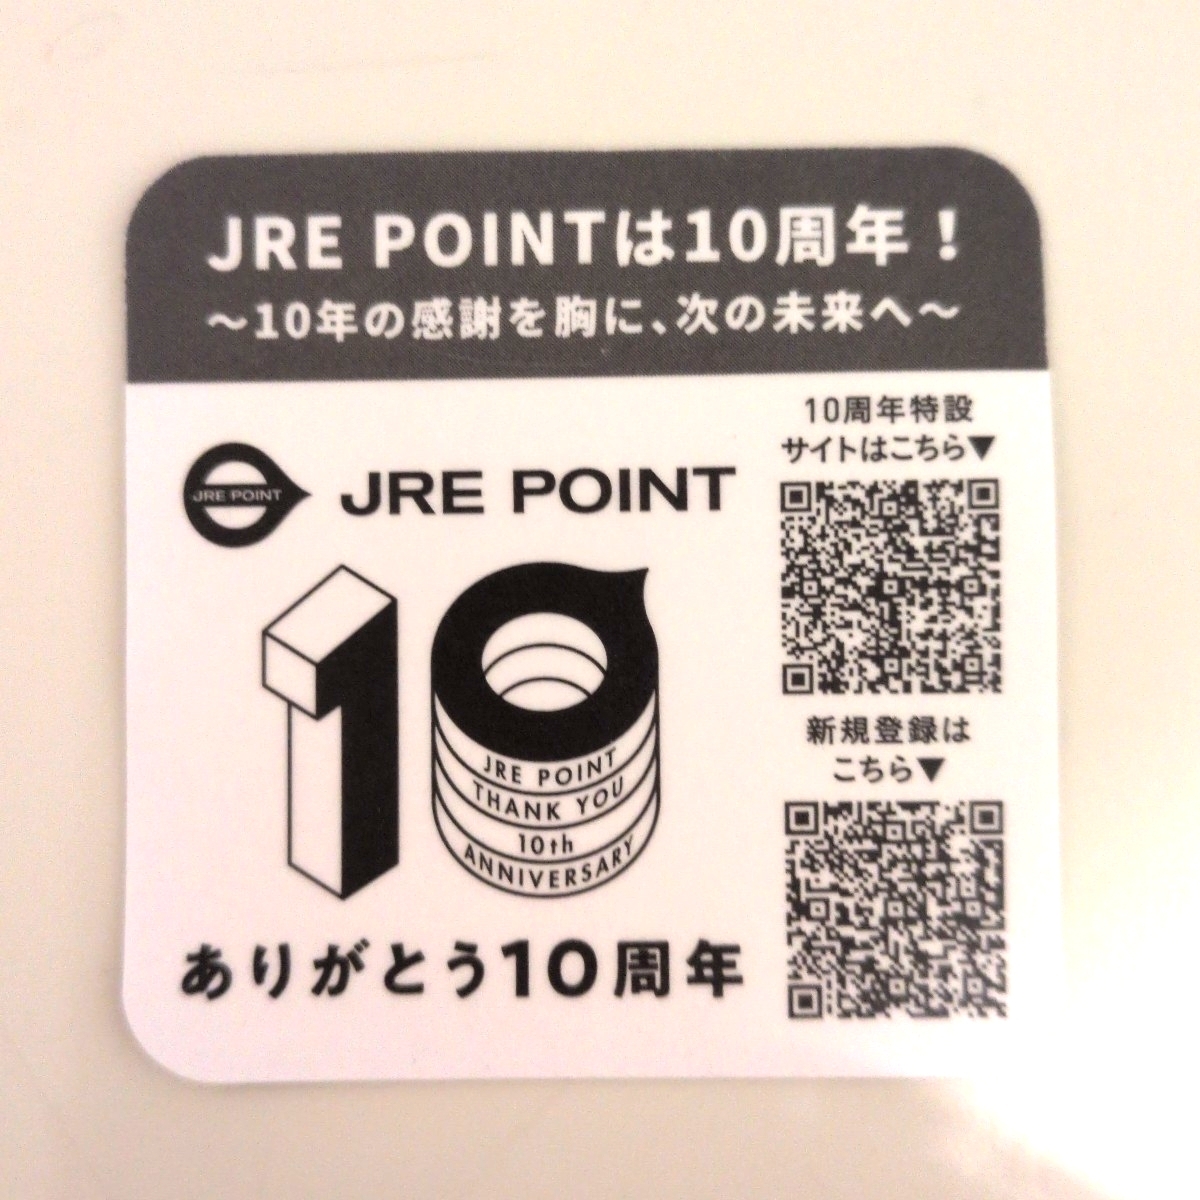 JRE POINTは10周年！
～10年の感謝を胸に、次の未来へ～
JRE POINT
JRE POINT
JRE POINT
THANK YOU
10th
ANNIVERSARY
ありがとう10周年
10周年特設
サイトはこちら▼
新規登録は
こちら▼